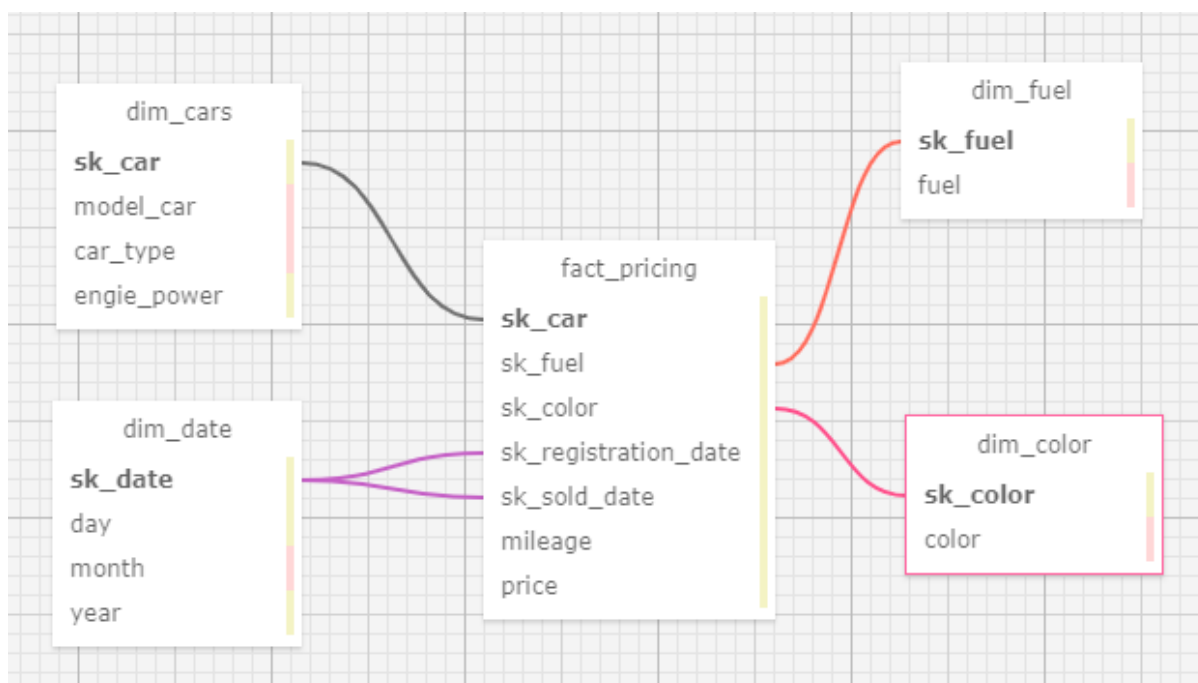 dim_cars
sk_car
model_car
car_type
engie_power
dim_date
sk_date
day
month
year
fact_pricing
sk_car
sk_fuel
sk_color
sk_registration_date
sk_sold_date
mileage
price
dim_fuel
sk_fuel
fuel
dim_color
sk_color
color